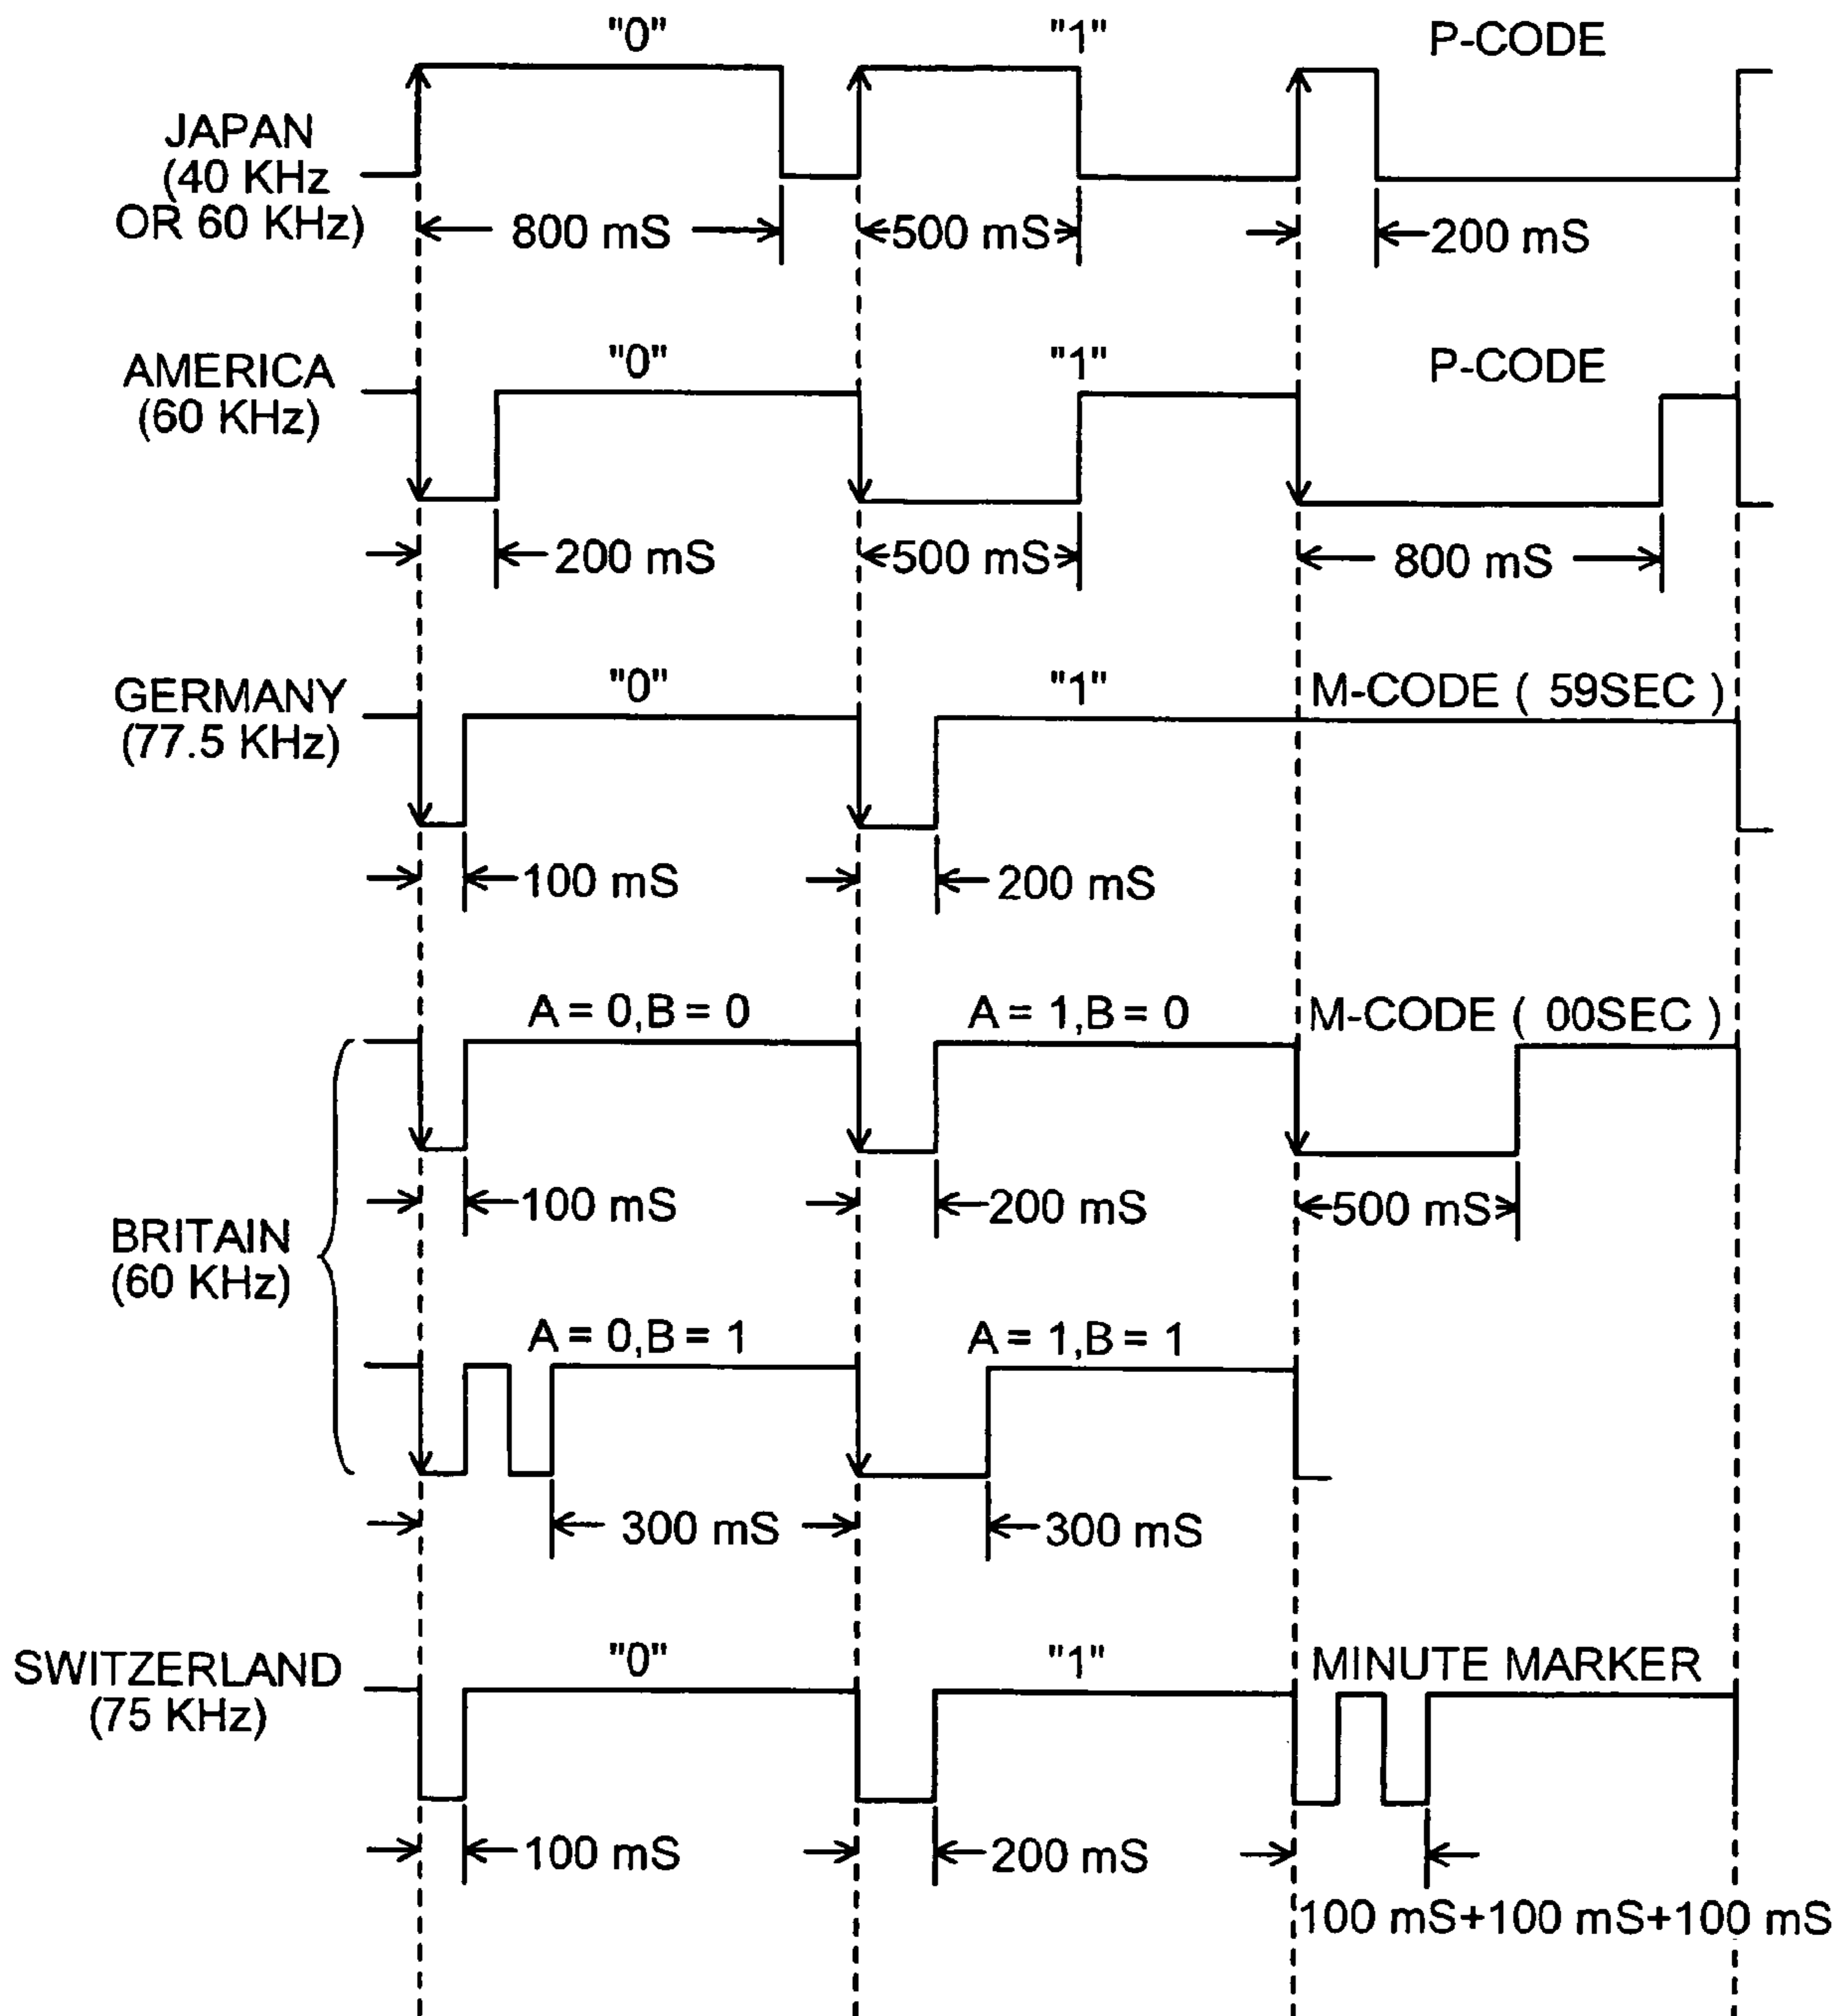 "0" "1" P-CODE
JAPAN
(40 KHz
OR 60 KHz)
800 mS 500 mS 200 mS
"0" "1" P-CODE
AMERICA
(60 KHz)
200 mS 500 mS 800 mS
"0" "1" M-CODE ( 59SEC )
GERMANY
(77.5 KHz)
100 mS 200 mS
A = 0,B = 0 A = 1,B = 0 M-CODE ( 00SEC )
100 mS 200 mS 500 mS
BRITAIN
(60 KHz)
A = 0,B = 1 A = 1,B = 1
300 mS 300 mS
"0" "1" MINUTE MARKER
SWITZERLAND
(75 KHz)
100 mS 200 mS
100 mS+100 mS+100 mS